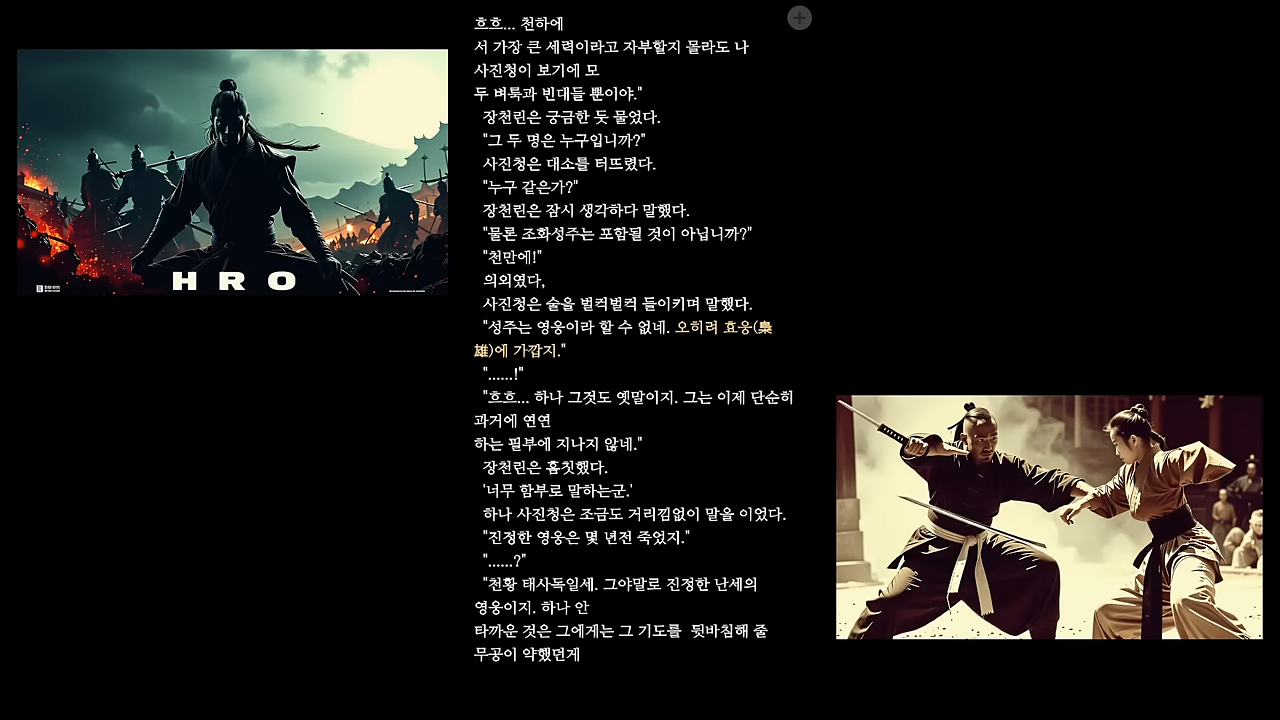 흐흐... 천하에
서 가장 큰 세력이라고 자부할지 몰라도 나
사진청이 보기에 모
두 벼룩과 빈대들 뿐이야."
장천린은 궁금한 듯 물었다.
"그 두 명은 누구입니까?"
사진청은 대소를 터뜨렸다.
"누구 같은가?"
장천린은 잠시 생각하다 말했다.
"물론 조화성주는 포함될 것이 아닙니까?"
"천만에!"
의외였다,
사진청은 술을 벌컥벌컥 들이키며 말했다.
"성주는 영웅이라 할 수 없네. 오히려 효웅(梟
雄)에 가깝지."
"......!"
"흐흐... 하나 그것도 옛말이지. 그는 이제 단순히
과거에 연연
하는 필부에 지나지 않네."
장천린은 흠칫했다.
'너무 함부로 말하는군.'
하나 사진청은 조금도 거리낌없이 말을 이었다.
"진정한 영웅은 몇 년전 죽었지."
"......?"
"천황 태사독일세. 그야말로 진정한 난세의
영웅이지. 하나 안
타까운 것은 그에게는 그 기도를 뒷바침해 줄
무공이 약했던게
H R O